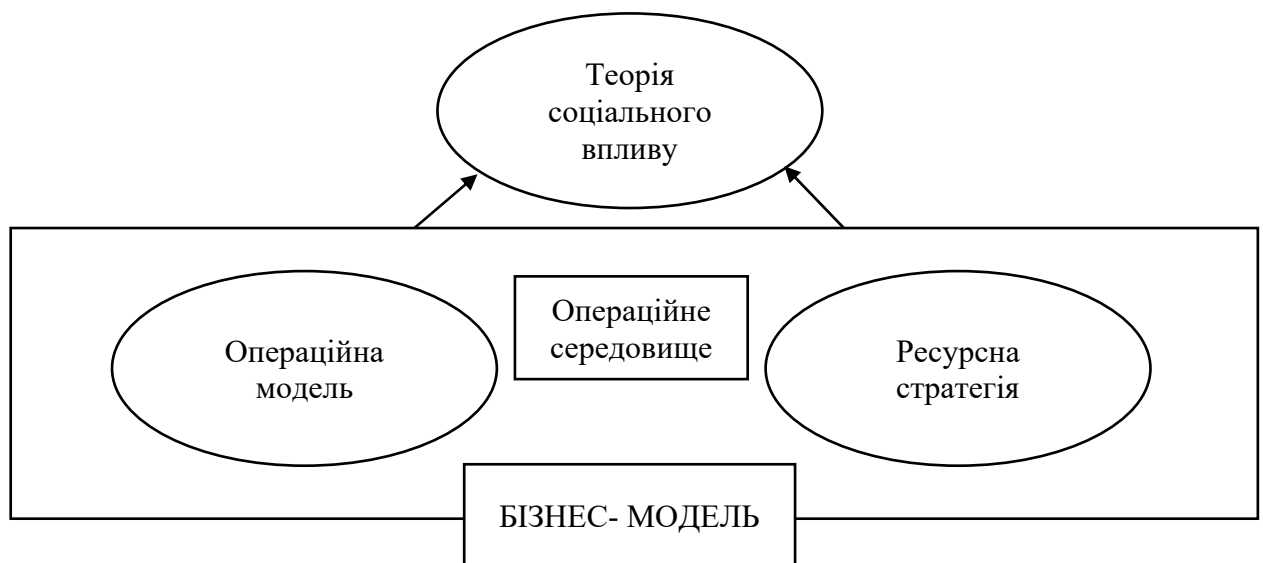 Теорія
соціального
впливу
Операційна
модель
Операційне
середовище
Ресурсна
стратегія
БІЗНЕС- МОДЕЛЬ